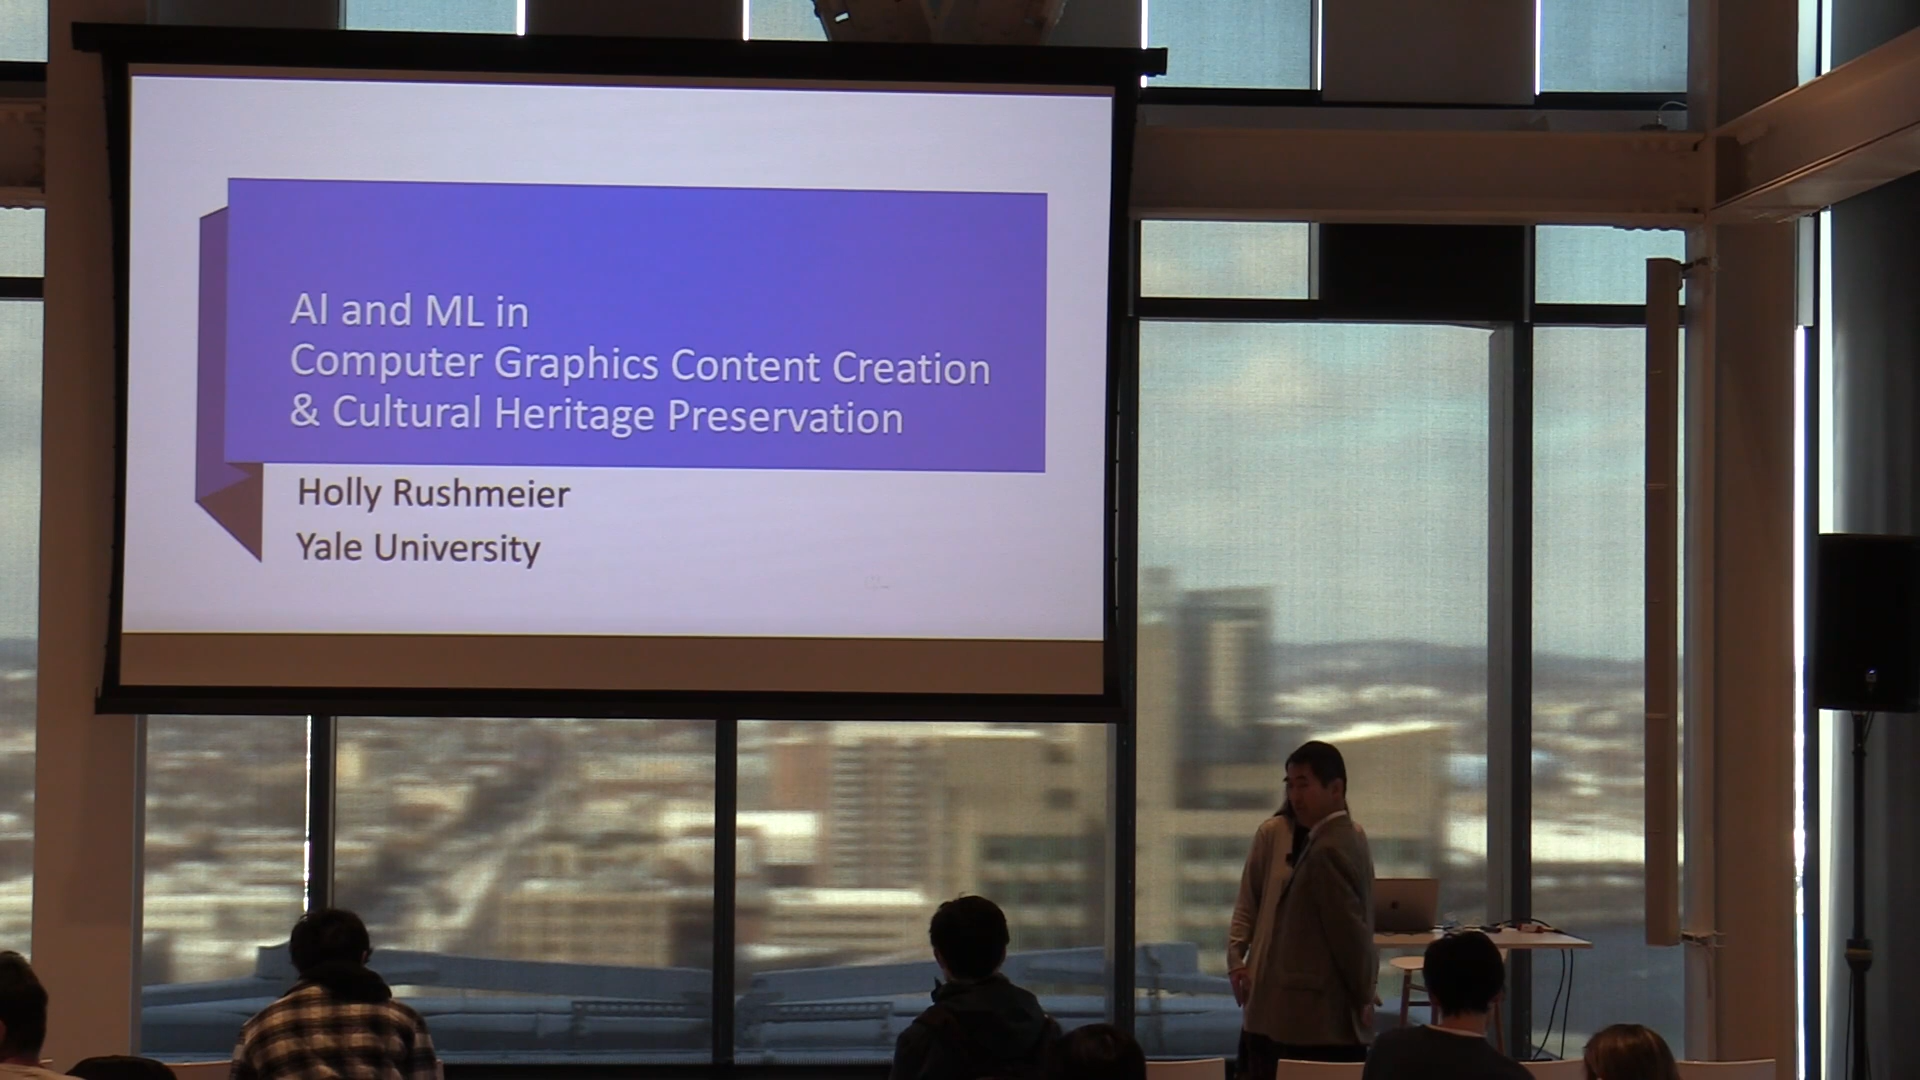 AI and ML in
Computer Graphics Content Creation
& Cultural Heritage Preservation
Holly Rushmeier
Yale University